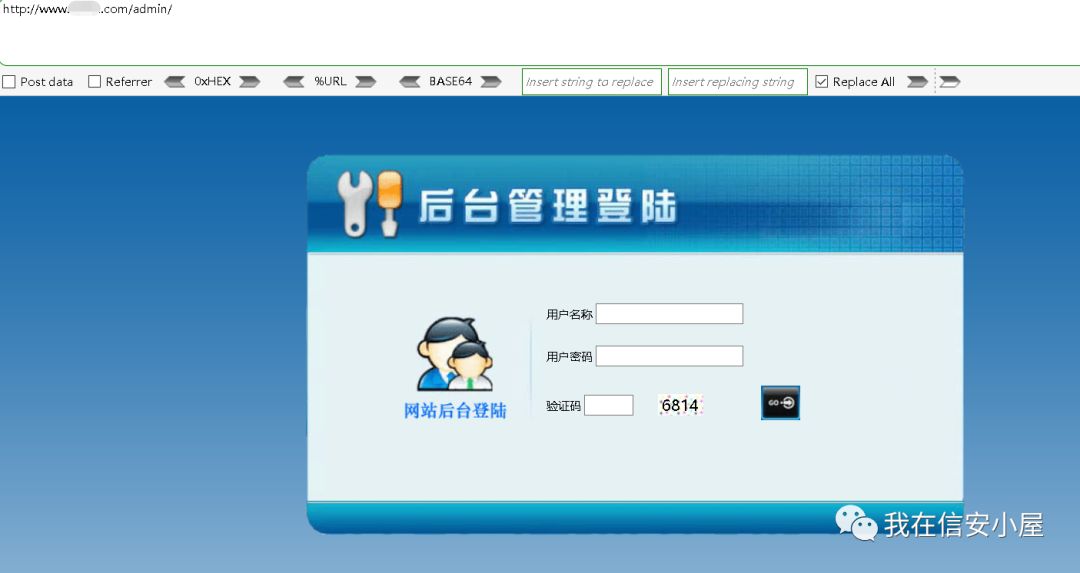 http://www. .com/admin/
Post data Referrer 0xHEX %URL BASE64 Insert string to replace Insert replacing string Replace All
后台管理登陆
用户名称
用户密码
验证码 6814 GO
网站后台登陆
我在信安小屋